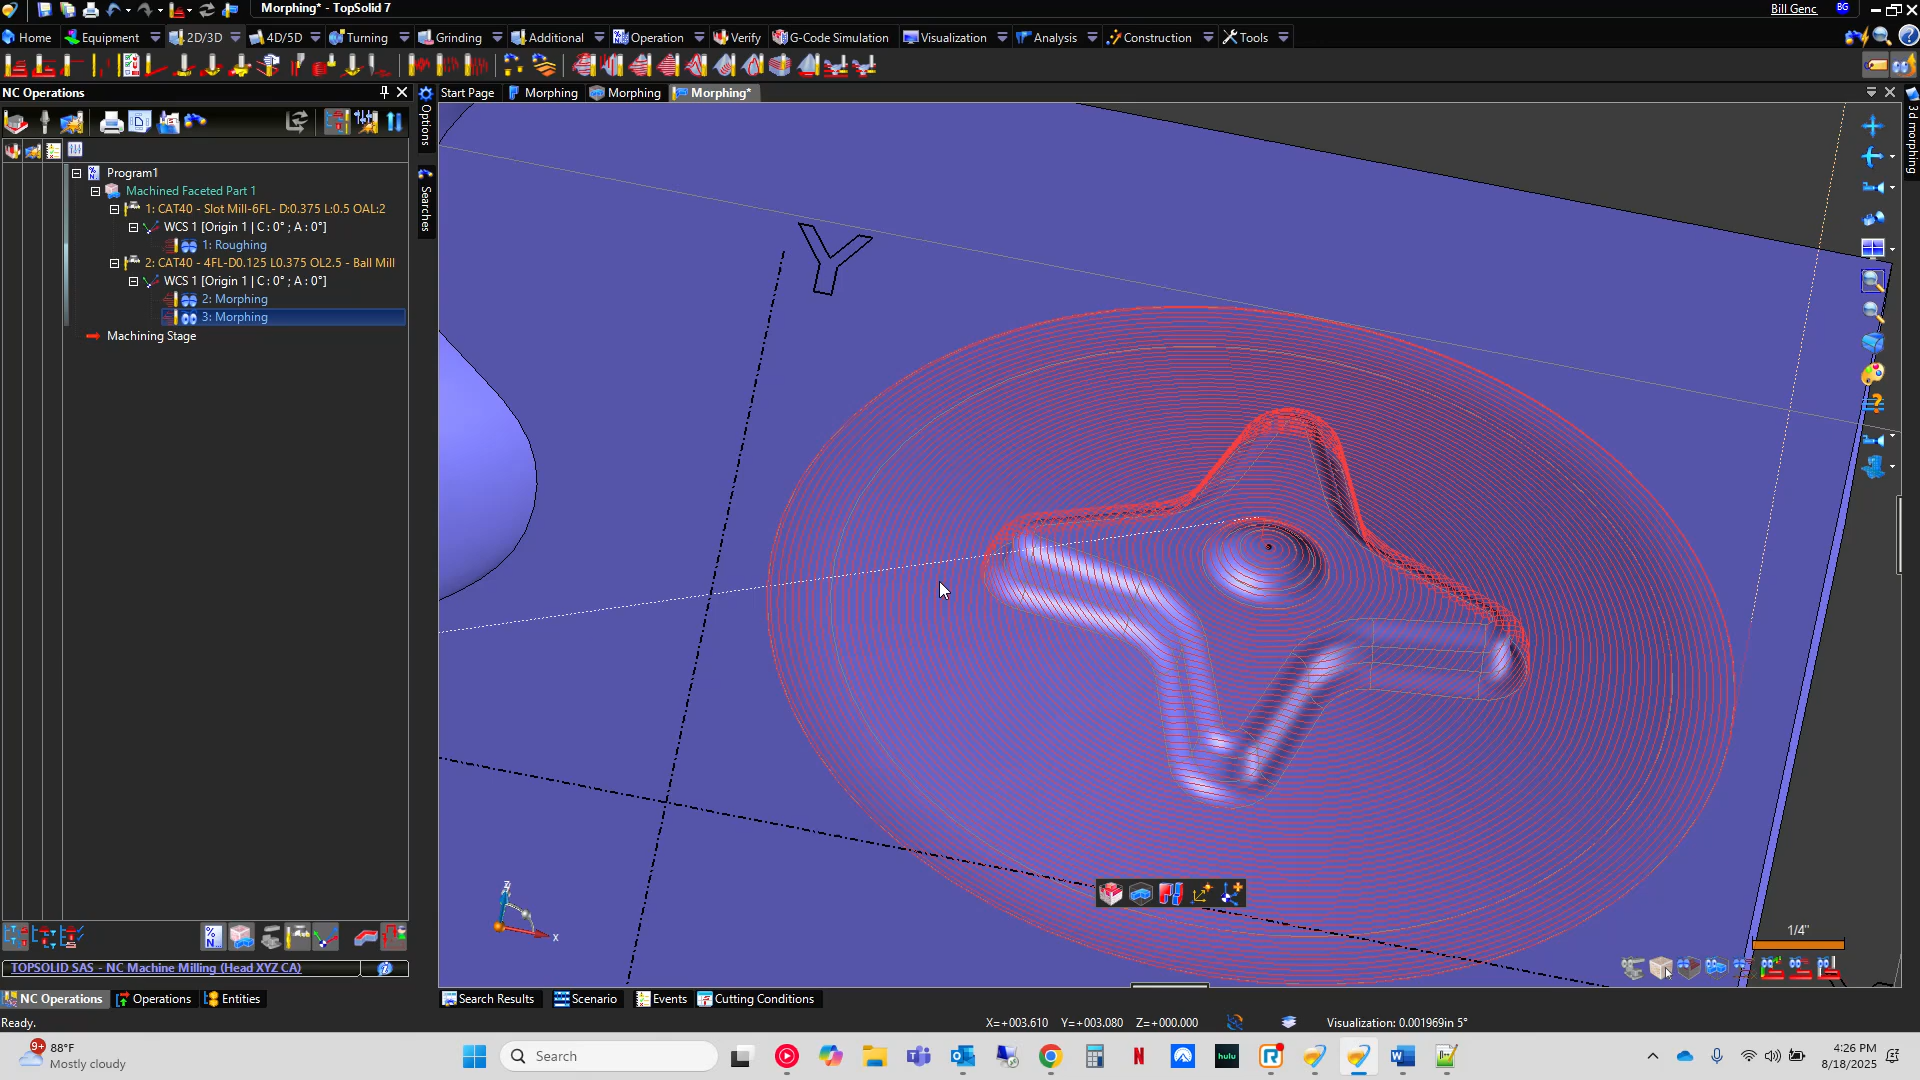 Morphing* - TopSolid 7
Bill Genc
BG
Home
Equipment
2D/3D
4D/5D
Turning
Grinding
Additional
Operation
Verify
G-Code Simulation
Visualization
Analysis
Construction
Tools
NC Operations
Start Page
Morphing
Morphing
Morphing*
Options
Searches
3d morphing
Program1
Machined Faceted Part 1
1: CAT40 - Slot Mill-6FL- D:0.375 L:0.5 OAL:2
WCS 1 [Origin 1 | C : 0° ; A : 0°]
1: Roughing
2: CAT40 - 4FL-D0.125 L0.375 OL2.5 - Ball Mill
WCS 1 [Origin 1 | C : 0° ; A : 0°]
2: Morphing
3: Morphing
Machining Stage
Y
Z
X
1/4"
TOPSOLID SAS - NC Machine Milling (Head XYZ CA)
NC Operations
Operations
Entities
Search Results
Scenario
Events
Cutting Conditions
Ready.
X=+003.610 Y=+003.080 Z=+000.000
Visualization: 0.001969in 5°
9+
88°F
Mostly cloudy
Search
hulu
4:26 PM
8/18/2025